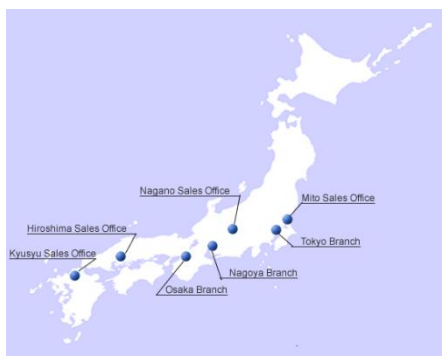 Nagano Sales Office
Mito Sales Office
Hiroshima Sales Office
Tokyo Branch
Kyusyu Sales Office
Nagoya Branch
Osaka Branch